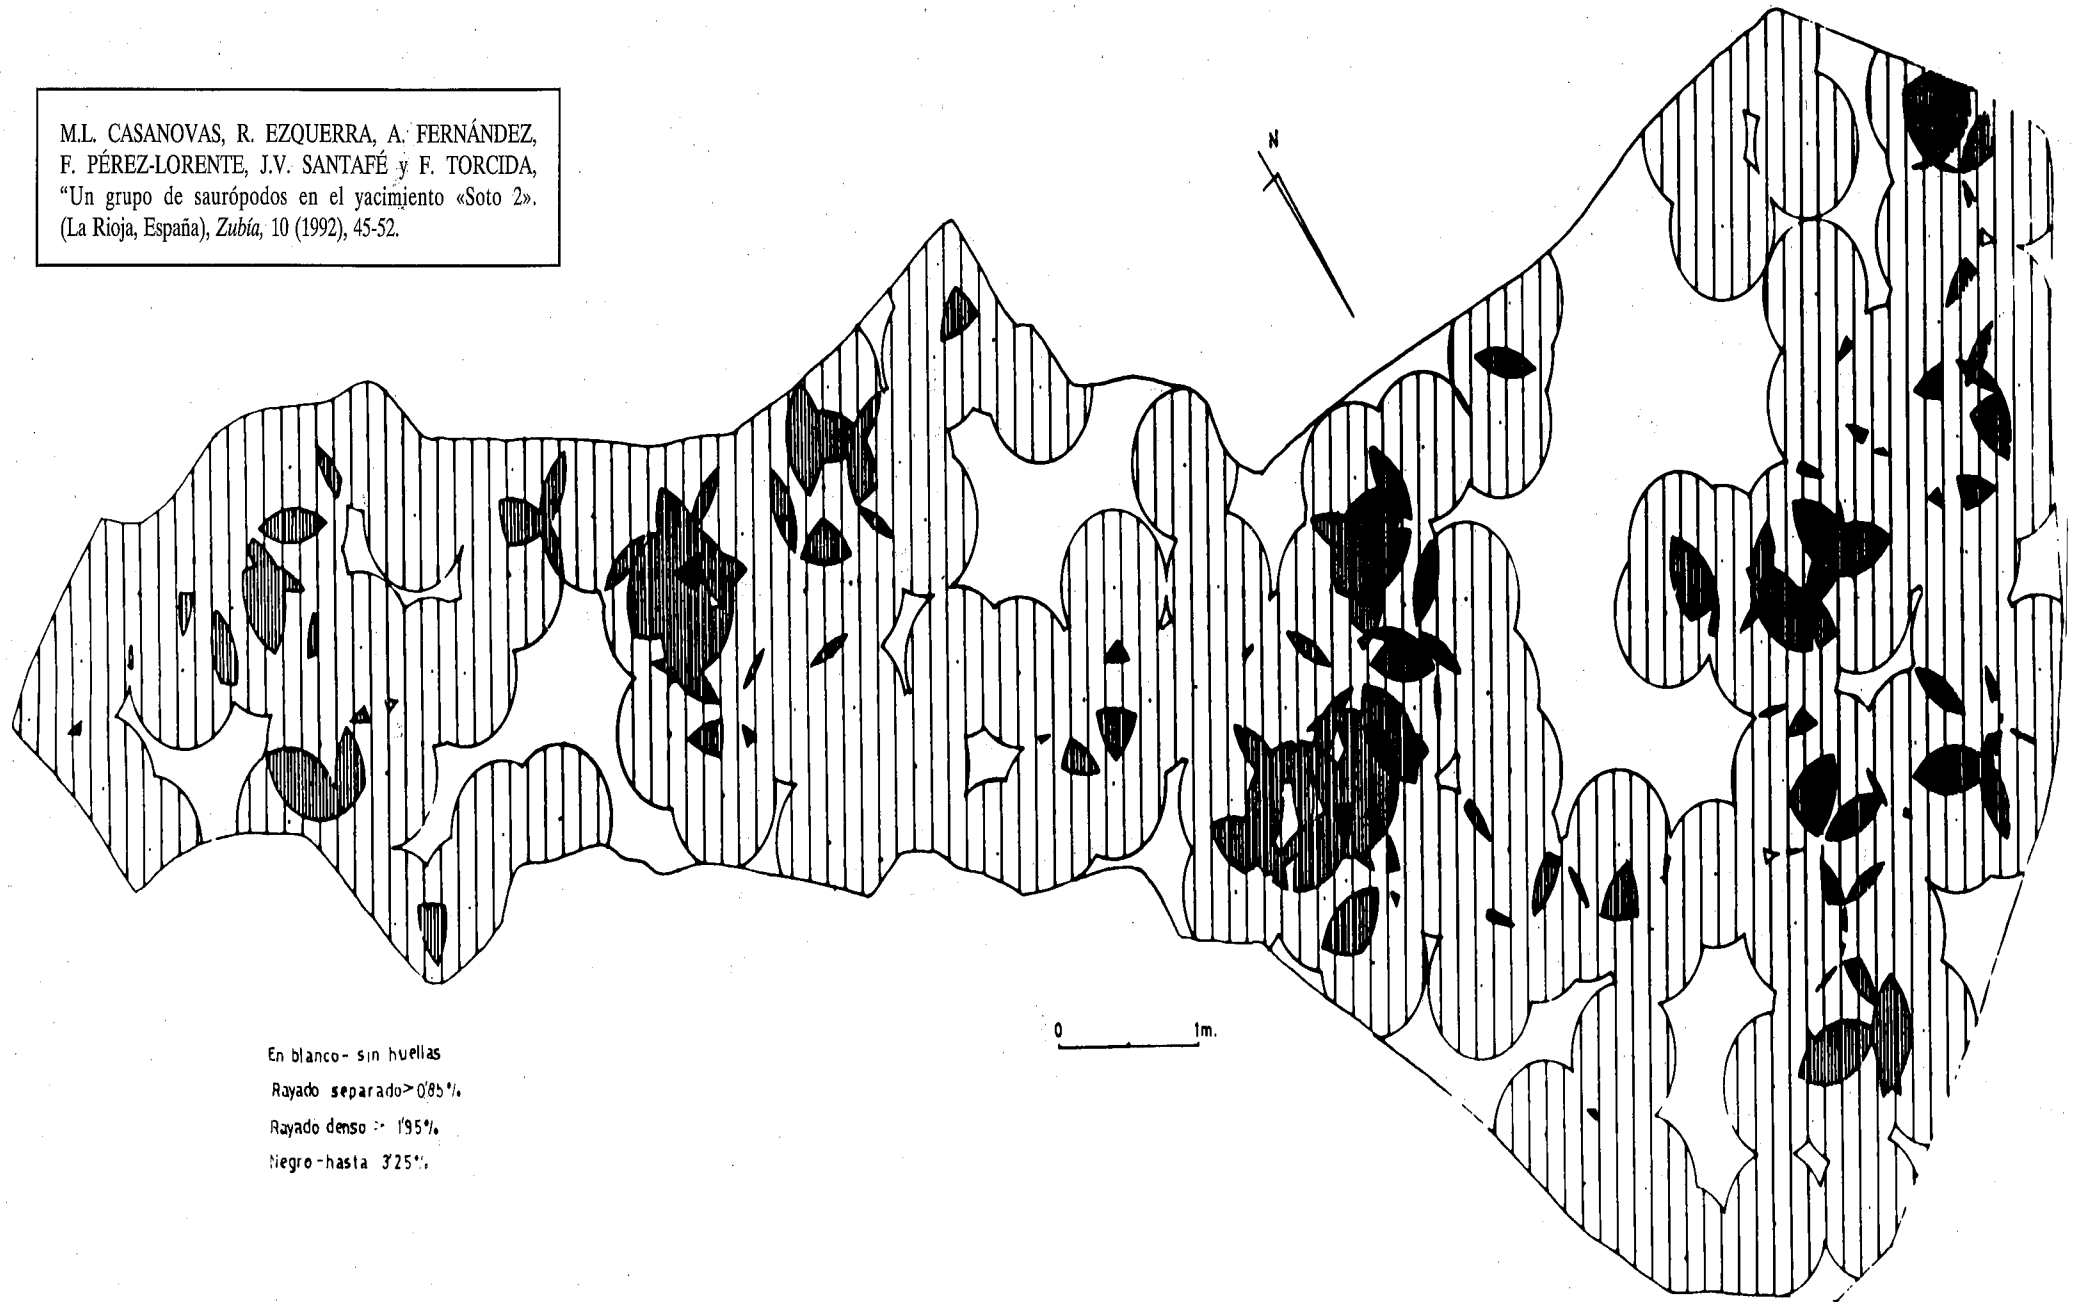 M.L. CASANOVAS, R. EZQUERRA, A. FERNÁNDEZ,
F. PÉREZ-LORENTE, J.V. SANTAFÉ y F. TORCIDA,
“Un grupo de saurópodos en el yacimiento «Soto 2».
(La Rioja, España), Zubía, 10 (1992), 45-52.
N
0 1m.
En blanco - sin huellas
Rayado separado > 0'85 %
Rayado denso > 1'95 %
Negro - hasta 3'25 %